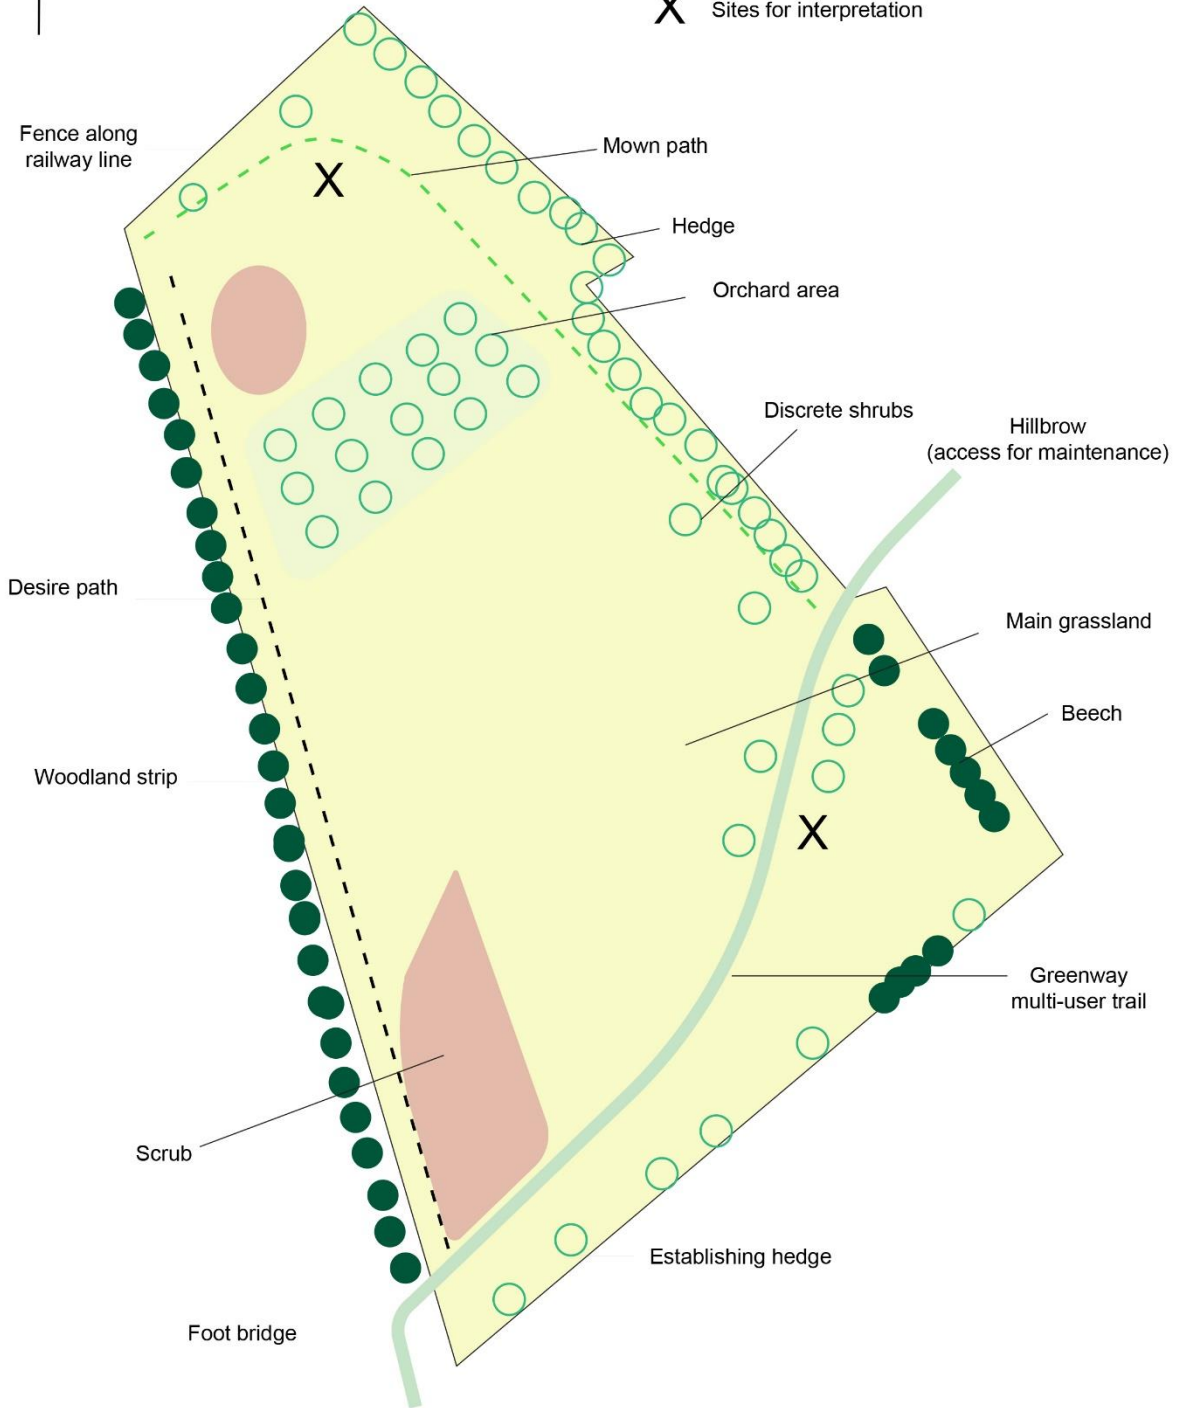 X Sites for interpretation
Fence along
railway line
Mown path
X
Hedge
Orchard area
Discrete shrubs
Hillbrow
(access for maintenance)
Desire path
Main grassland
Beech
Woodland strip
X
Greenway
multi-user trail
Scrub
Establishing hedge
Foot bridge